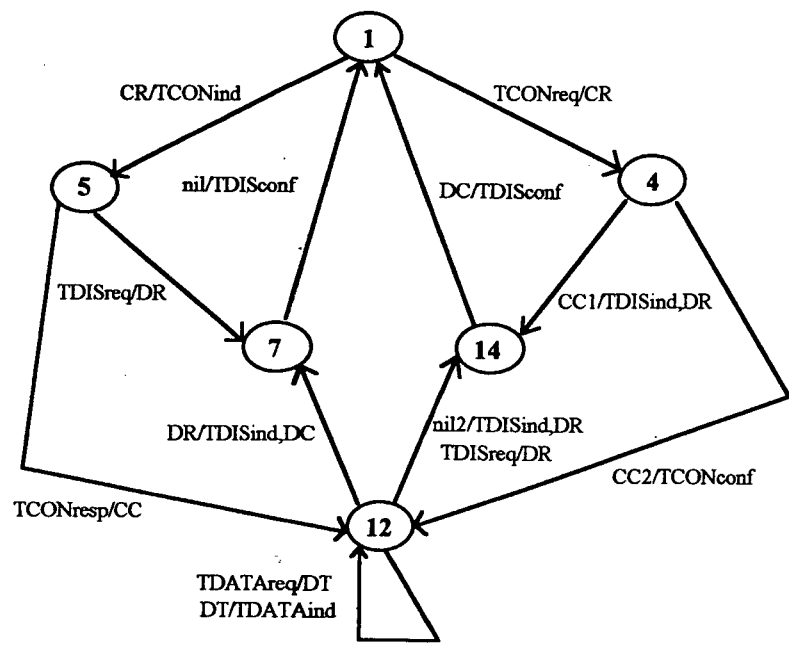 1
CR/TCONind
TCONreq/CR
5
nil/TDISconf
DC/TDISconf
4
TDISreq/DR
CC1/TDISind,DR
7
14
DR/TDISind,DC
nil2/TDISind,DR
TDISreq/DR
CC2/TCONconf
TCONresp/CC
12
TDATAreq/DT
DT/TDATAind